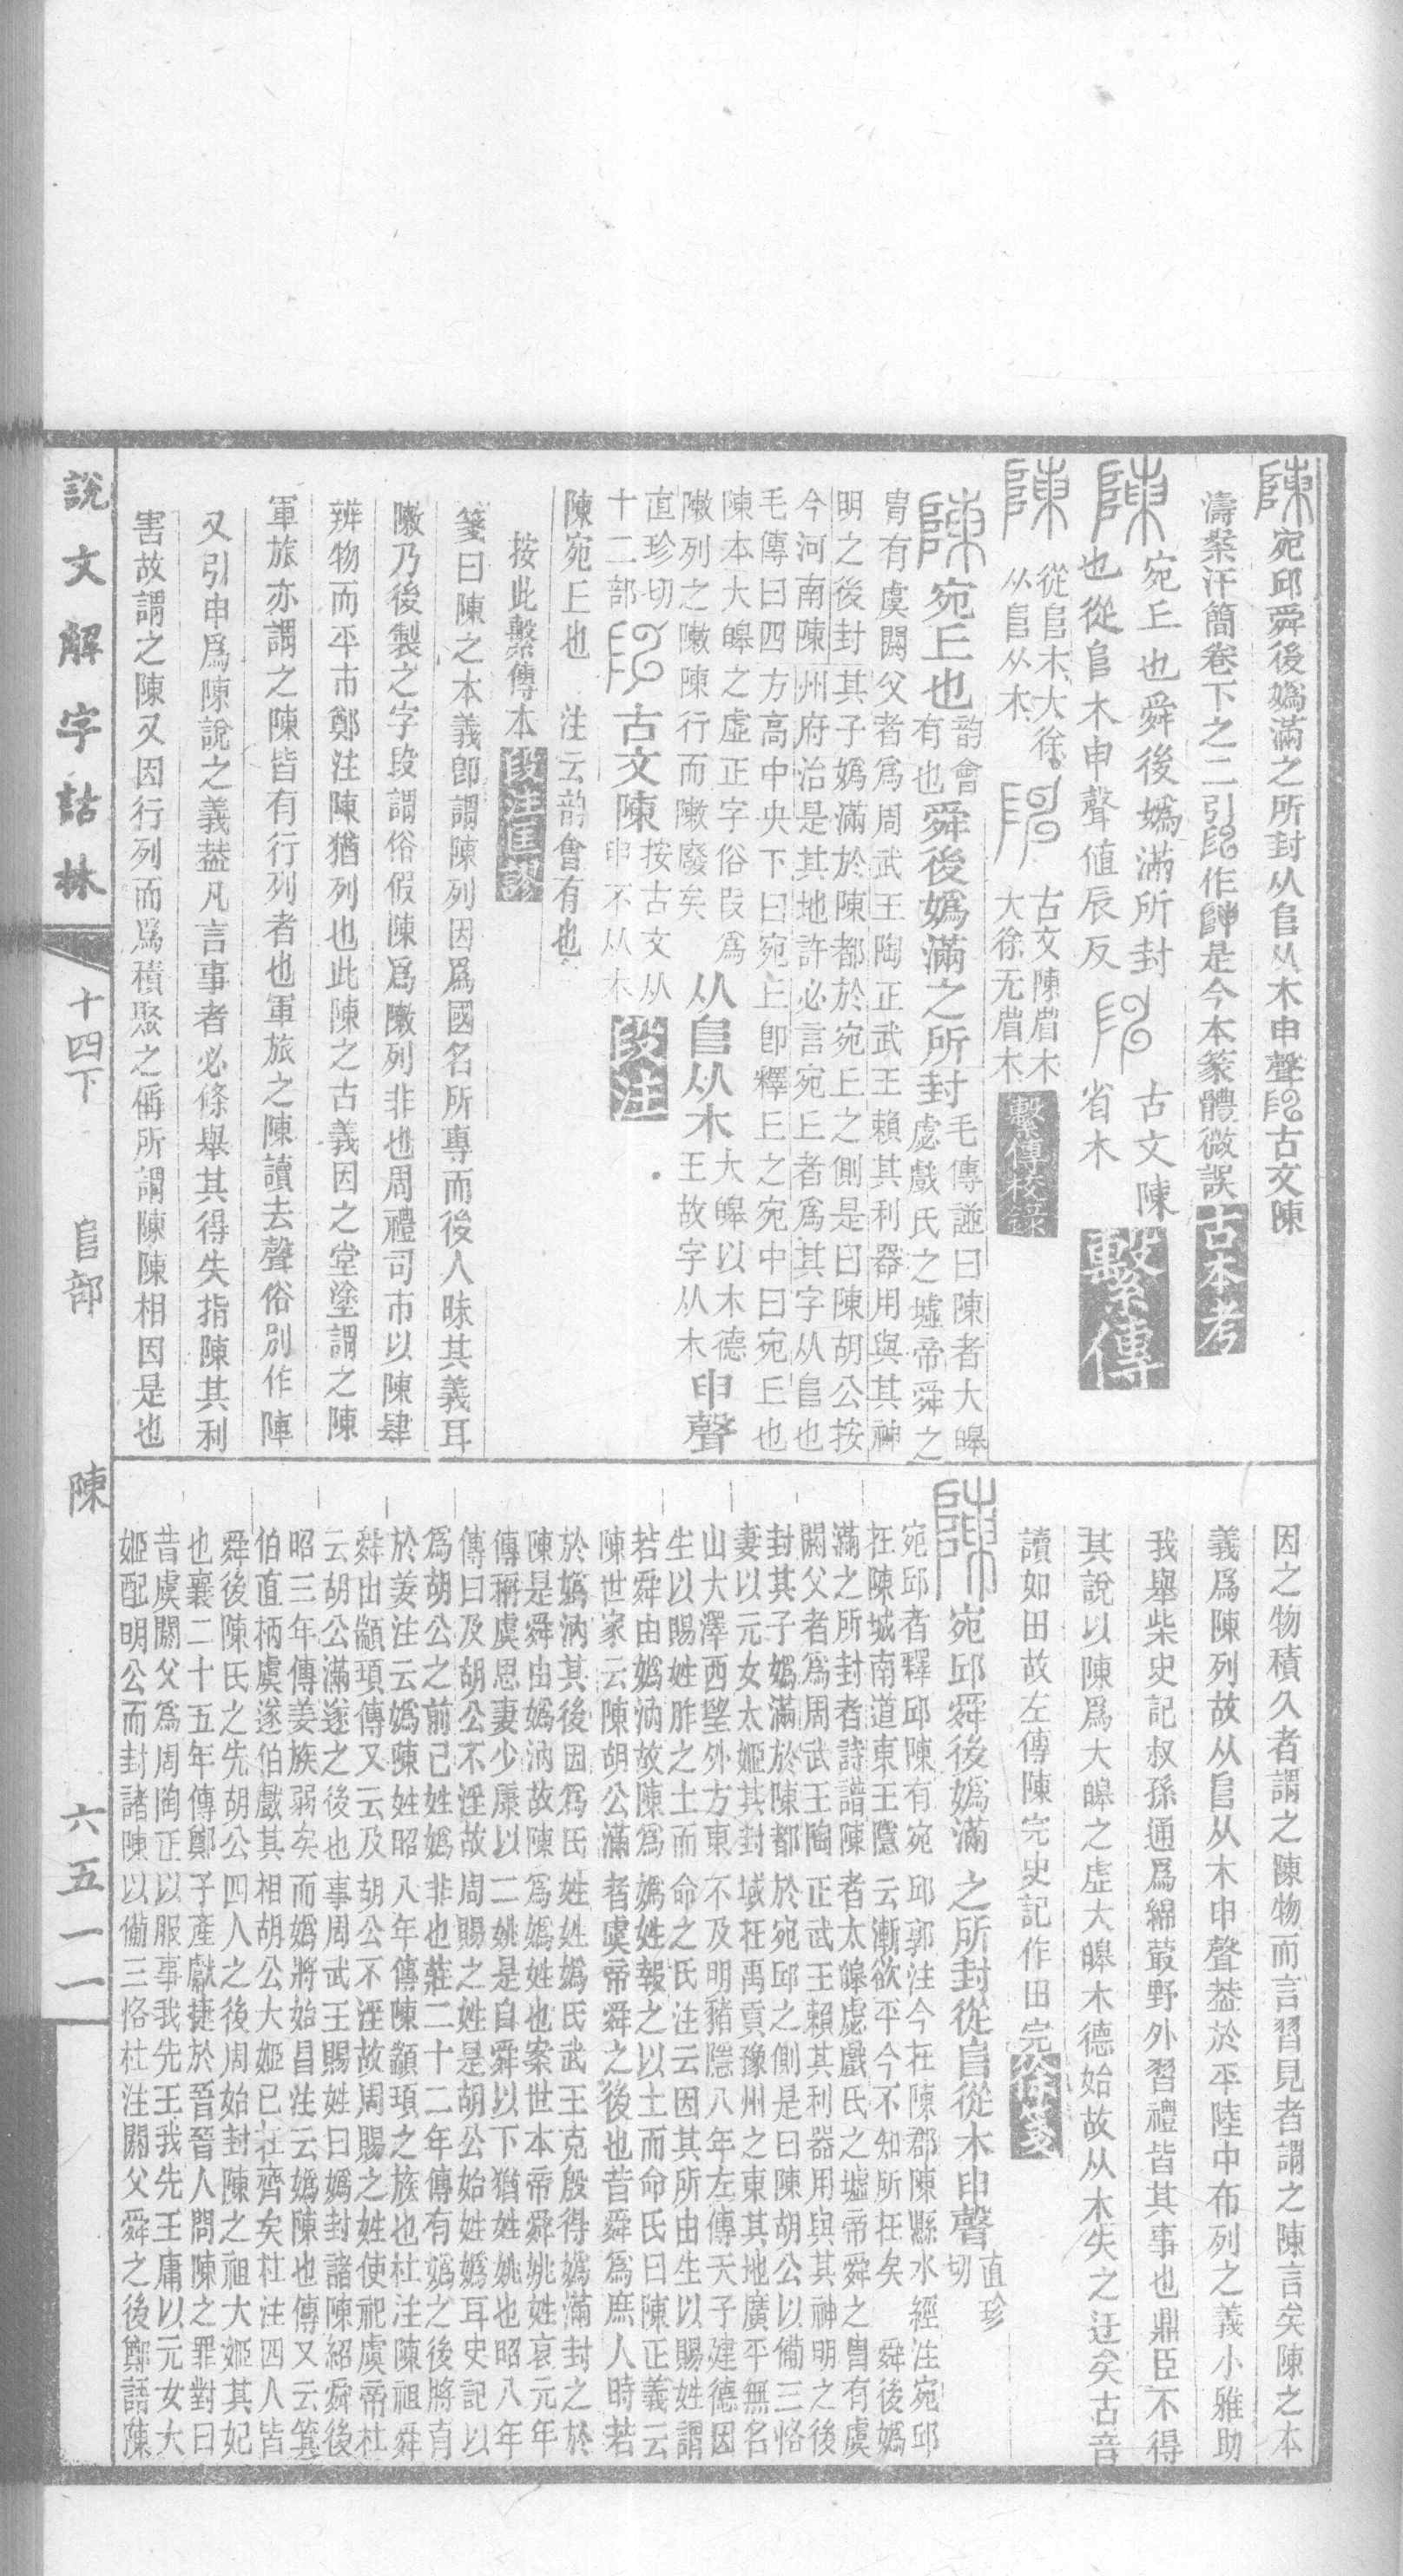 陳宛邱舜後嬀滿之所封从𨸏从木申聲古文陳
濤案汗簡卷下之二引作是今本篆體微誤古本考
陳宛丘也舜後嬀滿所封
也從𨸏木申聲值辰反
古文陳
省木
繫傳
從𨸏木大徐
从𨸏从木
古文陳省木
大徐无省木
繫傳校錄
陳宛丘也韵會
有也舜後嬀滿之所封毛傳譜曰陳者大皞
虙戲氏之墟帝舜之
冑有虞閼父者爲周武王陶正武王賴其利器用與其神
明之後封其子嬀滿於陳都於宛丘之側是曰陳胡公按
今河南陳州府治是其地許必言宛丘者爲其字从𨸏也
毛傳曰四方高中央下曰宛丘卽釋丘之宛中曰宛丘也
陳本大皞之虛正字俗叚爲
敶列之敶陳行而敶廢矣
从𨸏从木大皞以木德
王故字从木
申聲
直珍切
十二部
古文陳按古文从
申不从木
段注
陳宛丘也 注云韵會有也
按此繫傳本段注匡謬
箋曰陳之本義卽謂陳列因爲國名所專而後人昧其義耳
敶乃後製之字段謂俗假陳爲敶列非也周禮司市以陳肆
辨物而平市鄭注陳猶列也此陳之古義因之堂塗謂之陳
軍旅亦謂之陳皆有行列者也軍旅之陳讀去聲俗別作陣
又引申爲陳說之義葢凡言事者必條舉其得失指陳其利
害故謂之陳又因行列而爲積聚之偁所謂陳陳相因是也
因之物積久者謂之陳物而言習見者謂之陳言矣陳之本
義爲陳列故从𨸏从木申聲葢於平陸中布列之義小雅助
我舉柴史記叔孫通爲綿蕞野外習禮皆其事也鼎臣不得
其說以陳爲大皞之虛大皞木德始故从木失之迂矣古音
讀如田故左傳陳完史記作田完徐箋
陳宛邱舜後嬀滿之所封從𨸏從木申聲直珍
切
宛邱者釋邱陳有宛邱郭注今在陳郡陳縣水經注宛邱
在陳城南道東王隱云漸欲平今不知所在矣 舜後嬀
滿之所封者詩譜陳者太皞虙戲氏之墟帝舜之冑有虞
閼父者爲周武王陶正武王賴其利器用與其神明之後
封其子嬀滿於陳都於宛邱之側是曰陳胡公以備三恪
妻以元女太姬其封域在禹貢豫州之東其地廣平無名
山大澤西望外方東不及明豬隱八年左傳天子建德因
生以賜姓胙之土而命之氏注云因其所由生以賜姓謂
若舜由嬀汭故陳爲嬀姓報之以土而命氏曰陳正義云
陳世家云陳胡公滿者虞帝舜之後也昔舜爲庶人時若
於嬀汭其後因爲氏姓姓嬀氏武王克殷得嬀滿封之於
陳是舜由嬀汭故陳爲嬀姓也案世本帝舜姚姓哀元年
傳稱虞思妻少康以二姚是自舜以下猶姓姚也昭八年
傳曰及胡公不淫故周賜之姓是胡公始姓嬀耳史記以
爲胡公之前已姓嬀非也莊二十二年傳有嬀之後將育
於姜注云嬀陳姓昭八年傳陳顓頊之族也杜注陳祖舜
舜出顓頊傳又云及胡公不淫故周賜之姓使祀虞帝杜
云胡公滿遂之後也事周武王賜姓曰嬀封諸陳紹舜後
昭三年傳姜族弱矣而嬀將始昌注云嬀陳也傳又云箕
伯直柄虞遂伯戲其相胡公大姬已在齊矣杜注四人皆
舜後陳氏之先胡公四人之後周始封陳之祖大姬其妃
也襄二十五年傳鄭子產獻捷於晉晉人問陳之罪對曰
昔虞閼父爲周陶正以服事我先王我先王庸以元女大
姬配明公而封諸陳以備三恪杜注閼父舜之後鄭語陳
說文解字詁林 十四下 𨸏部 陳 六五一一